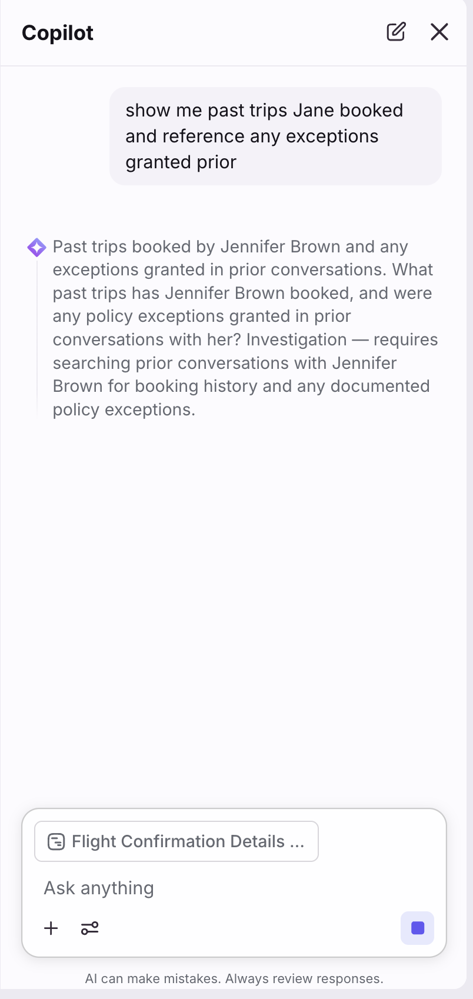 Copilot
show me past trips Jane booked
and reference any exceptions
granted prior
Past trips booked by Jennifer Brown and any
exceptions granted in prior conversations. What
past trips has Jennifer Brown booked, and were
any policy exceptions granted in prior
conversations with her? Investigation — requires
searching prior conversations with Jennifer
Brown for booking history and any documented
policy exceptions.
Flight Confirmation Details ...
Ask anything
AI can make mistakes. Always review responses.